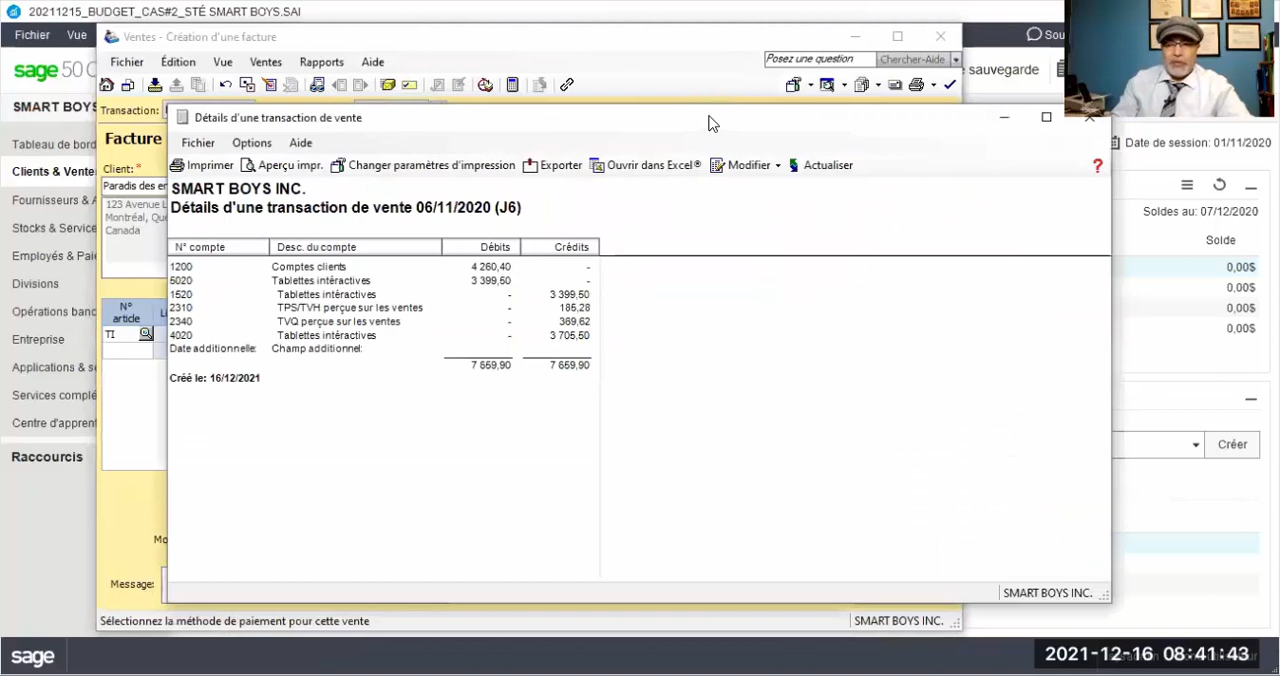 20211215_BUDGET_CAS#2_STÉ SMART BOYS.SAI
Fichier Vue
Sou
sage 50 C
sauvegarde
SMART BOYS
Date de session: 01/11/2020
Tableau de bord
Clients & Vente
Fournisseurs & A
Stocks & Service
Employés & Paie
Divisions
Opérations banc
Entreprise
Applications & se
Services complé
Centre d'apprent
Raccourcis
Soldes au: 07/12/2020
Solde
0,00$
0,00$
0,00$
0,00$
Créer
Ventes - Création d'une facture
Fichier Édition Vue Ventes Rapports Aide
Posez une question Chercher-Aide
Transaction:
Facture
Client: *
Paradis des en
123 Avenue L
Montréal, Qué
Canada
N°
article
TI
Mo
Message:
Sélectionnez la méthode de paiement pour cette vente
SMART BOYS INC.
Détails d'une transaction de vente
Fichier Options Aide
Imprimer Aperçu impr. Changer paramètres d'impression Exporter Ouvrir dans Excel® Modifier Actualiser ?
SMART BOYS INC.
Détails d'une transaction de vente 06/11/2020 (J6)
N° compte Desc. du compte Débits Crédits
1200 Comptes clients 4 260,40 -
5020 Tablettes intéractives 3 399,50 -
1520 Tablettes intéractives - 3 399,50
2310 TPS/TVH perçue sur les ventes - 185,28
2340 TVQ perçue sur les ventes - 369,62
4020 Tablettes intéractives - 3 705,50
Date additionnelle: Champ additionnel:
7 659,90 7 659,90
Créé le: 16/12/2021
SMART BOYS INC.
sage
2021-12-16 08:41:43